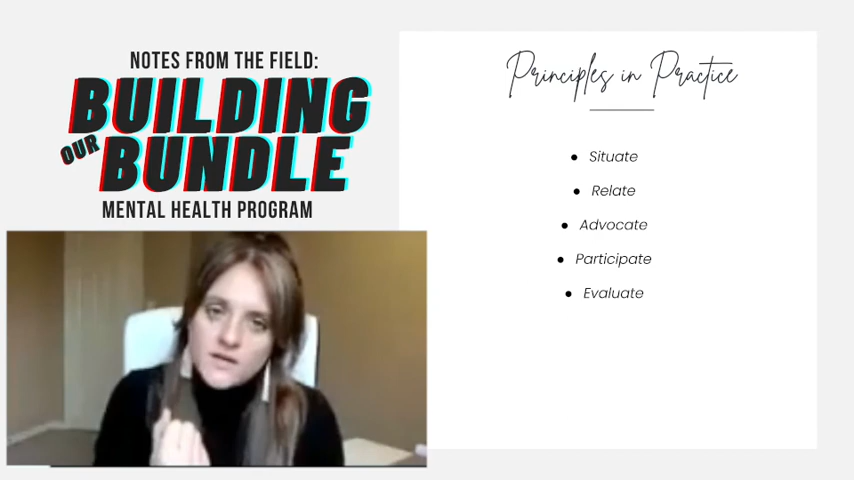 NOTES FROM THE FIELD:
BUILDING
OUR BUNDLE
MENTAL HEALTH PROGRAM
Principles in Practice
• Situate
• Relate
• Advocate
• Participate
• Evaluate